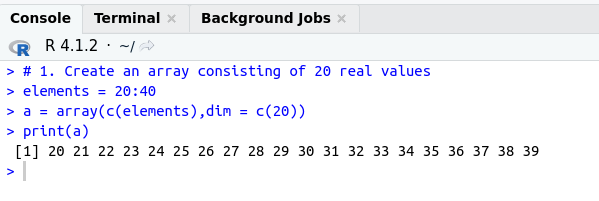 Console Terminal × Background Jobs ×
R R 4.1.2 · ~/
> # 1. Create an array consisting of 20 real values
> elements = 20:40
> a = array(c(elements),dim = c(20))
> print(a)
[1] 20 21 22 23 24 25 26 27 28 29 30 31 32 33 34 35 36 37 38 39
>